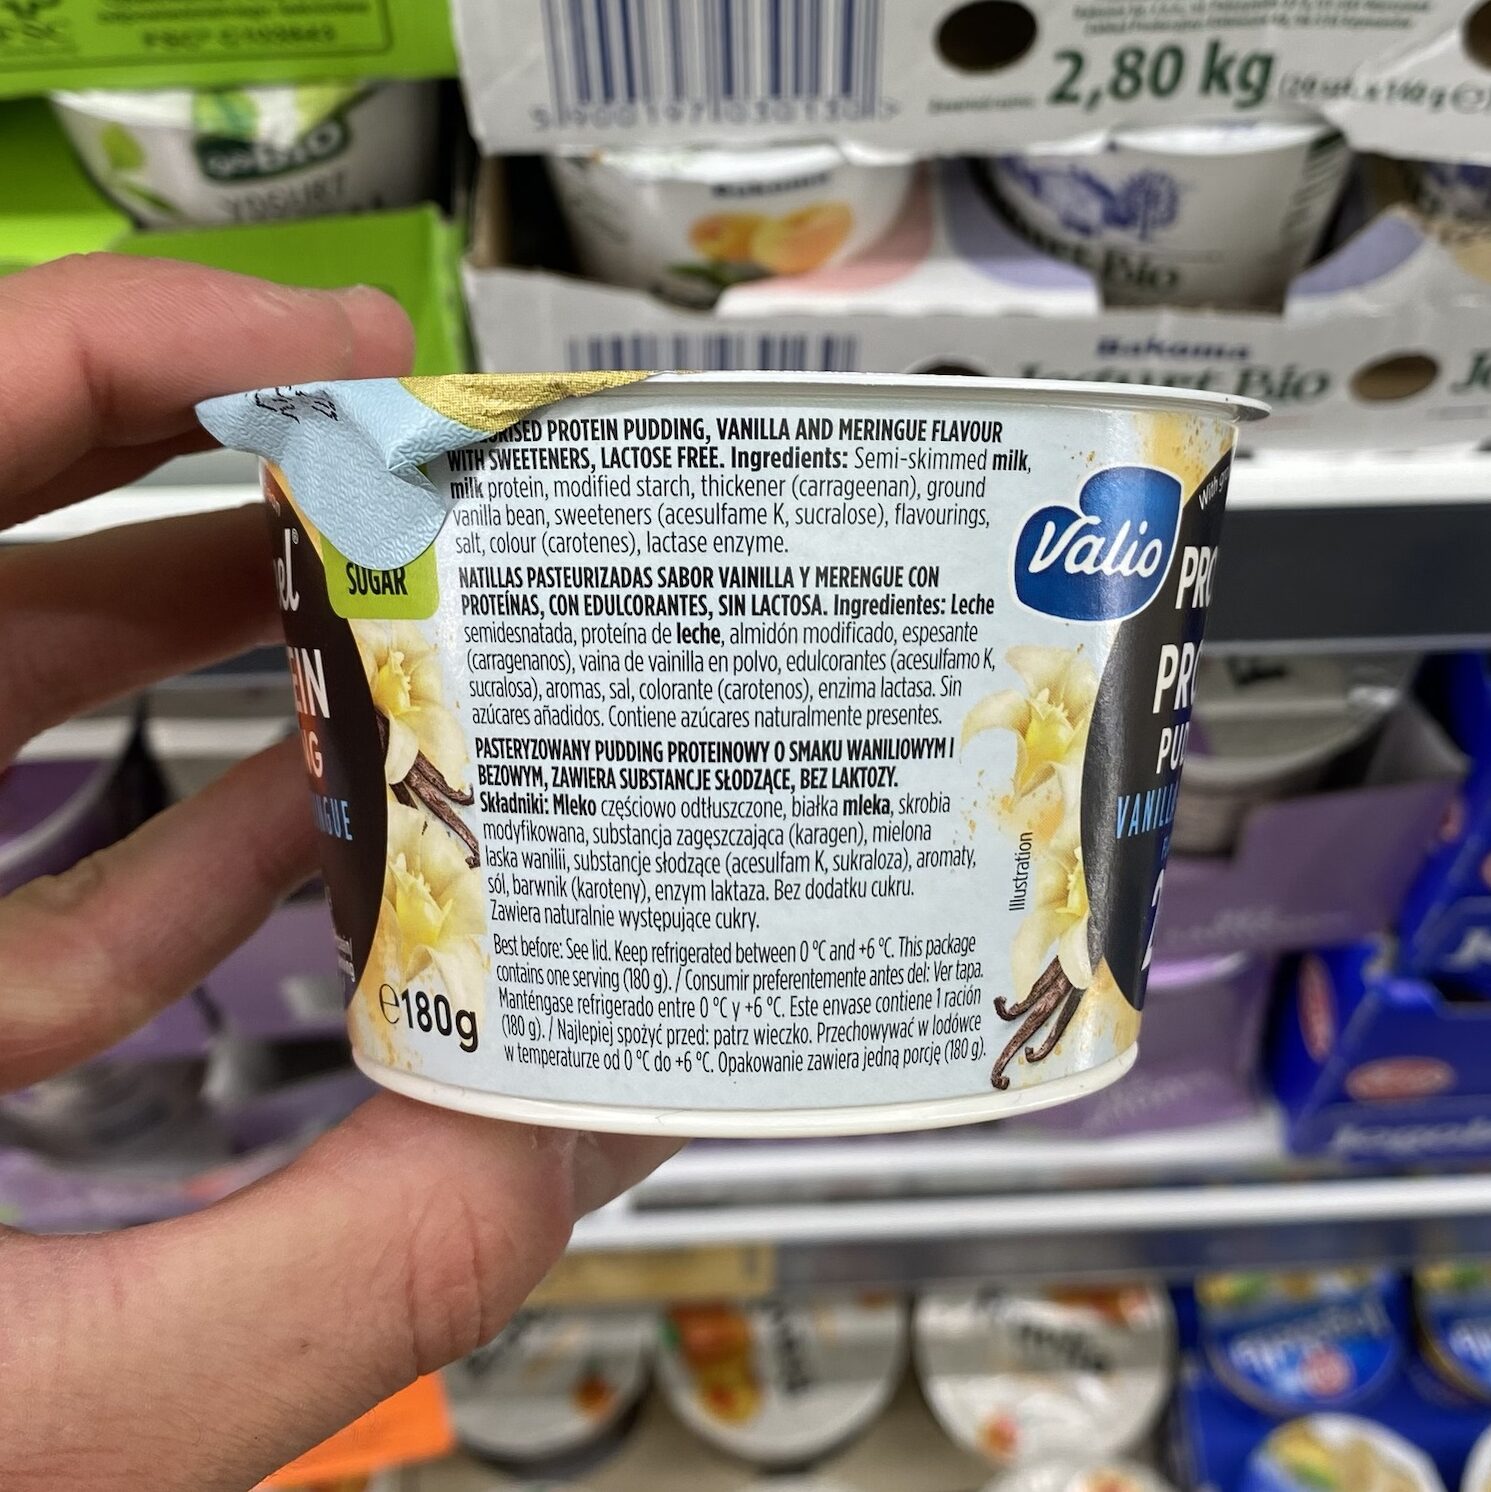 2,80 kg
goBIO
YOGURT
Bakoma
Bio
Bakoma
Jogurt Bio
PROTEIN PUDDING, VANILLA AND MERINGUE FLAVOUR
WITH SWEETENERS, LACTOSE FREE. Ingredients: Semi-skimmed milk,
milk protein, modified starch, thickener (carrageenan), ground
vanilla bean, sweeteners (acesulfame K, sucralose), flavourings,
salt, colour (carotenes), lactase enzyme.
NATILLAS PASTEURIZADAS SABOR VAINILLA Y MERENGUE CON
PROTEÍNAS, CON EDULCORANTES, SIN LACTOSA. Ingredientes: Leche
semidesnatada, proteína de leche, almidón modificado, espesante
(carragenanos), vaina de vainilla en polvo, edulcorantes (acesulfamo K,
sucralosa), aromas, sal, colorante (carotenos), enzima lactasa. Sin
azúcares añadidos. Contiene azúcares naturalmente presentes.
PASTERYZOWANY PUDDING PROTEINOWY O SMAKU WANILIOWYM I
BEZOWYM, ZAWIERA SUBSTANCJE SŁODZĄCE, BEZ LAKTOZY.
Składniki: Mleko częściowo odtłuszczone, białka mleka, skrobia
modyfikowana, substancja zagęszczająca (karagen), mielona
laska wanilii, substancje słodzące (acesulfam K, sukraloza), aromaty,
sól, barwnik (karoteny), enzym laktaza. Bez dodatku cukru.
Zawiera naturalnie występujące cukry.
Best before: See lid. Keep refrigerated between 0 °C and +6 °C. This package
contains one serving (180 g). / Consumir preferentemente antes del: Ver tapa.
Manténgase refrigerado entre 0 °C y +6 °C. Este envase contiene 1 ración
(180 g). / Najlepiej spożyć przed: patrz wieczko. Przechowywać w lodówce
w temperaturze od 0 °C do +6 °C. Opakowanie zawiera jedną porcję (180 g).
SUGAR
℮180g
Valio
Illustration